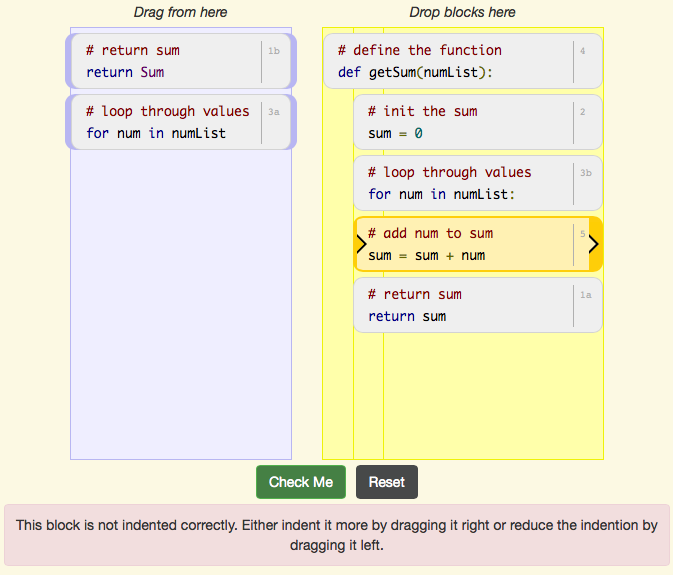 Drag from here
Drop blocks here
# return sum
1b
return Sum
# loop through values
3a
for num in numList
# define the function
4
def getSum(numList):
# init the sum
2
sum = 0
# loop through values
3b
for num in numList:
# add num to sum
5
sum = sum + num
# return sum
1a
return sum
Check Me
Reset
This block is not indented correctly. Either indent it more by dragging it right or reduce the indention by
dragging it left.